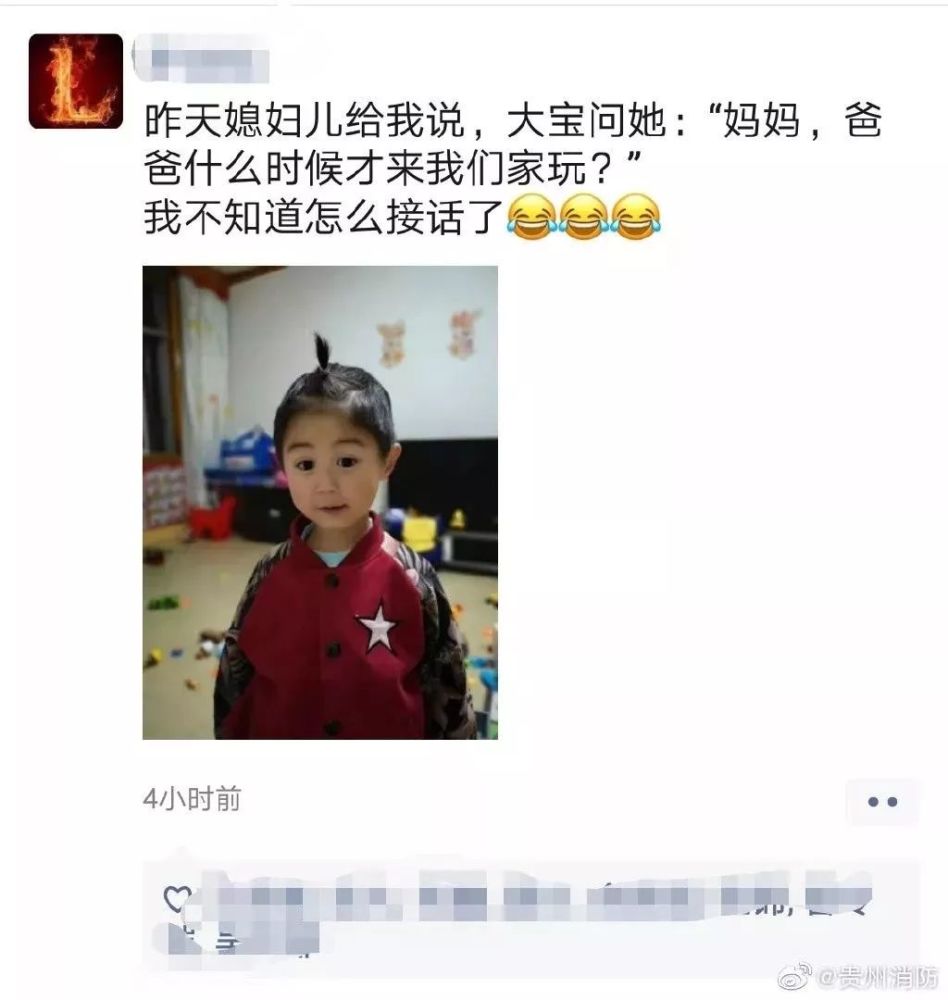 昨天媳妇儿给我说，大宝问她：“妈妈，爸
爸什么时候才来我们家玩？”
我不知道怎么接话了😂😂😂
4小时前
@贵州消防